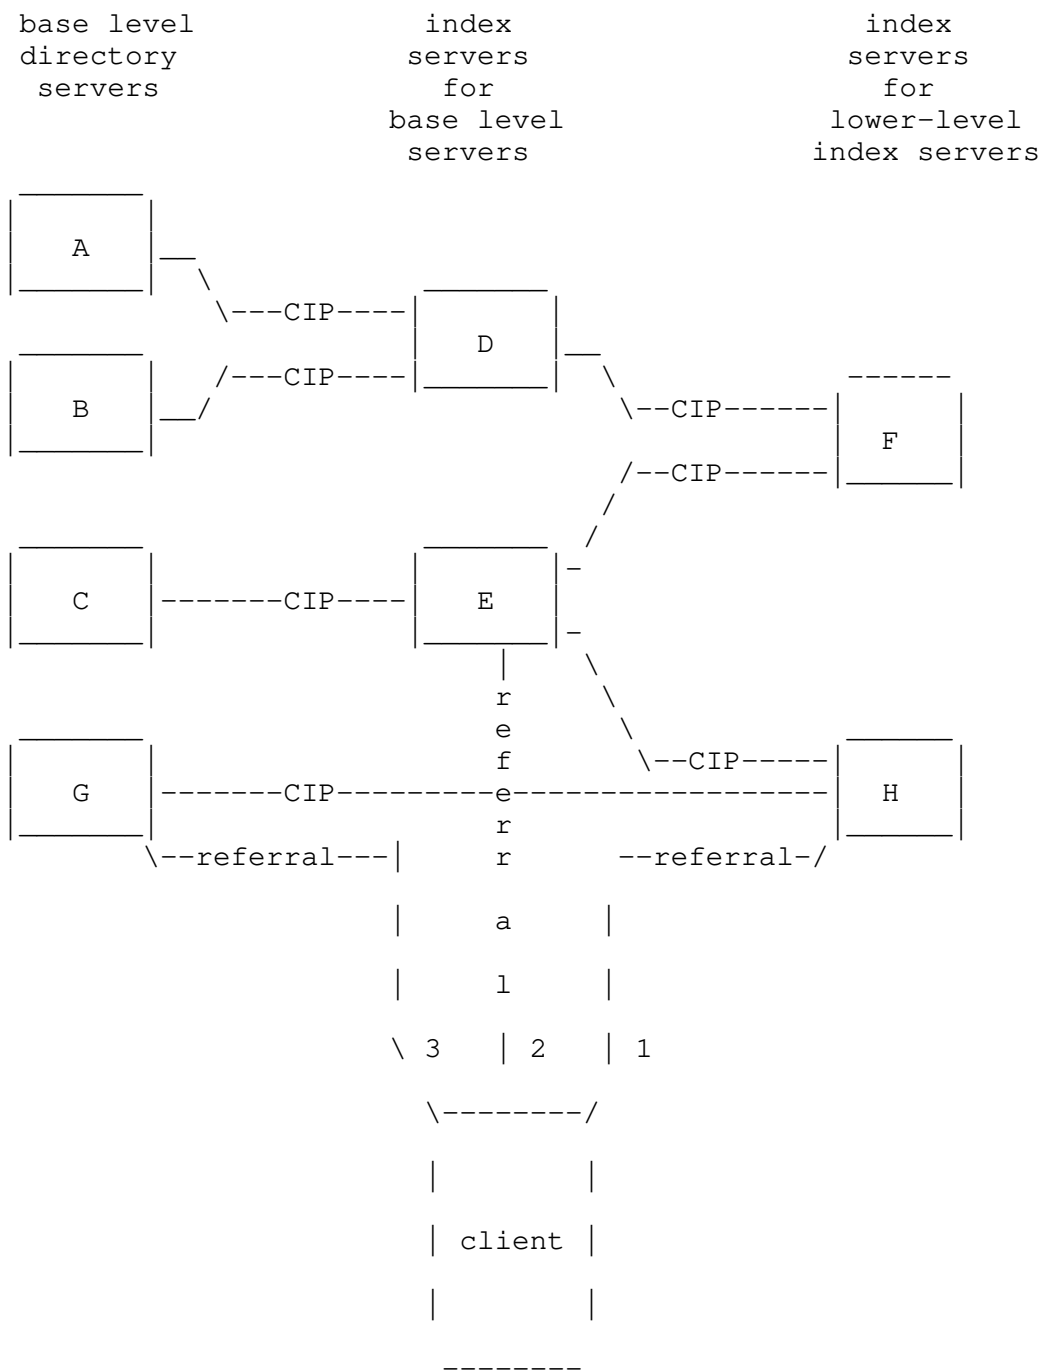 base level index index
directory servers servers
servers for for
base level lower-level
servers index servers
A
CIP
D
CIP
B
CIP
F
CIP
C CIP E
r
e
f CIP
G CIP e H
r
referral r referral
a
l
3 2 1
client